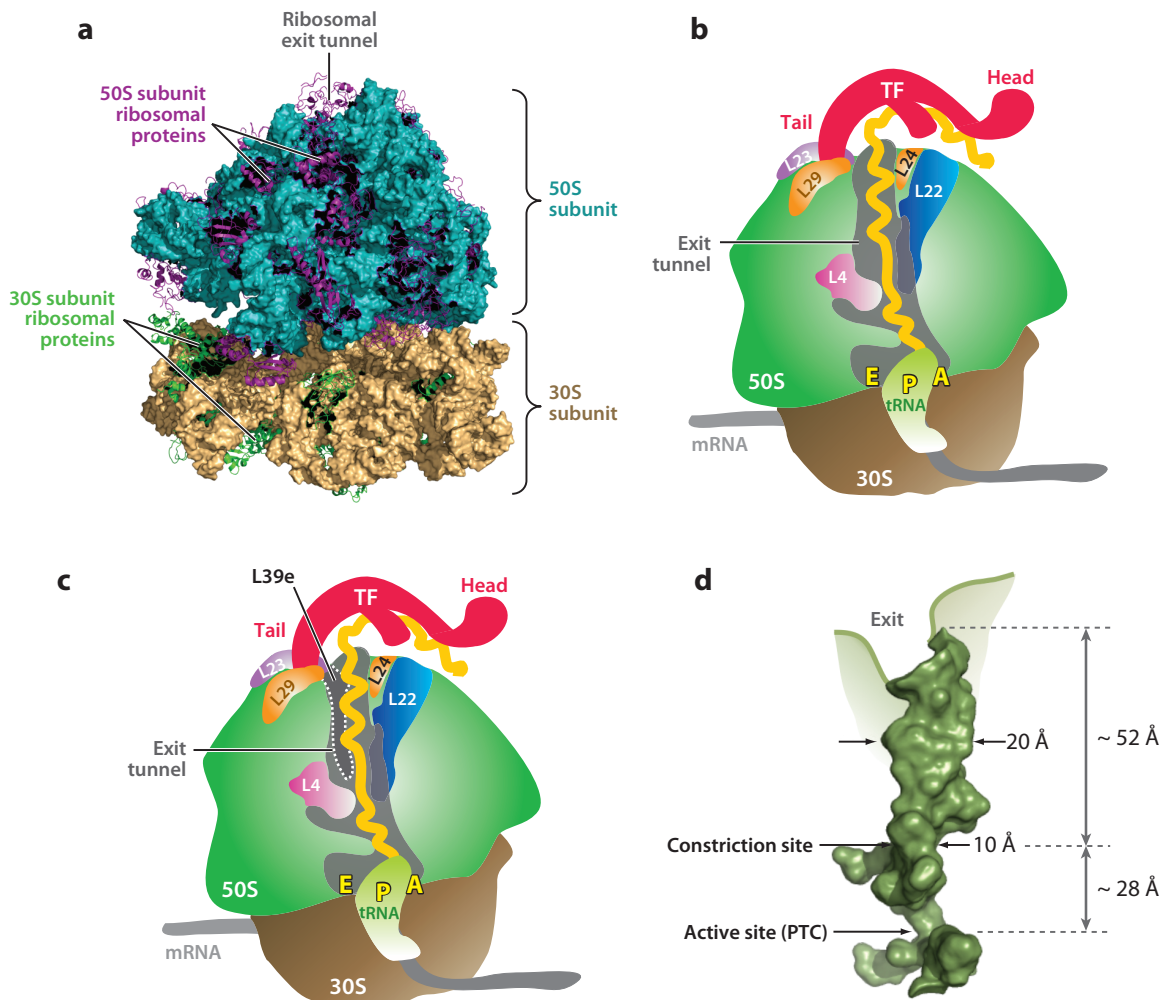 a
Ribosomal
exit tunnel
50S subunit
ribosomal
proteins
50S
subunit
30S subunit
ribosomal
proteins
30S
subunit
b
Head
TF
Tail
L23
L29
L24
L22
Exit
tunnel
L4
E
P
A
tRNA
50S
mRNA
30S
c
L39e
Head
TF
Tail
L23
L29
L24
L22
Exit
tunnel
L4
E
P
A
tRNA
50S
mRNA
30S
d
Exit
20 Å
~ 52 Å
Constriction site
10 Å
~ 28 Å
Active site (PTC)